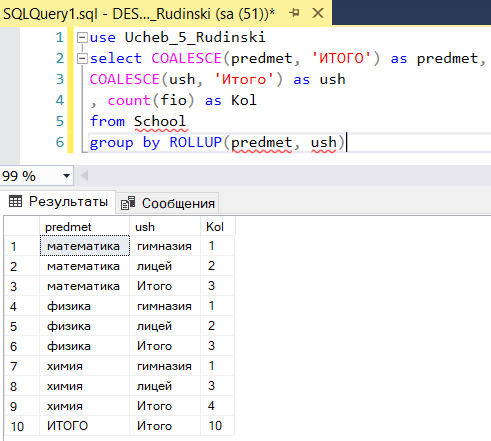 SQLQuery1.sql - DES..._Rudinski (sa (51))*
1 use Ucheb_5_Rudinski
2 select COALESCE(predmet, 'ИТОГО') as predmet,
3 COALESCE(ush, 'Итого') as ush
4 , count(fio) as Kol
5 from School
6 group by ROLLUP(predmet, ush)
99 %
Результаты Сообщения
predmet ush Kol
1 математика гимназия 1
2 математика лицей 2
3 математика Итого 3
4 физика гимназия 1
5 физика лицей 2
6 физика Итого 3
7 химия гимназия 1
8 химия лицей 3
9 химия Итого 4
10 ИТОГО Итого 10